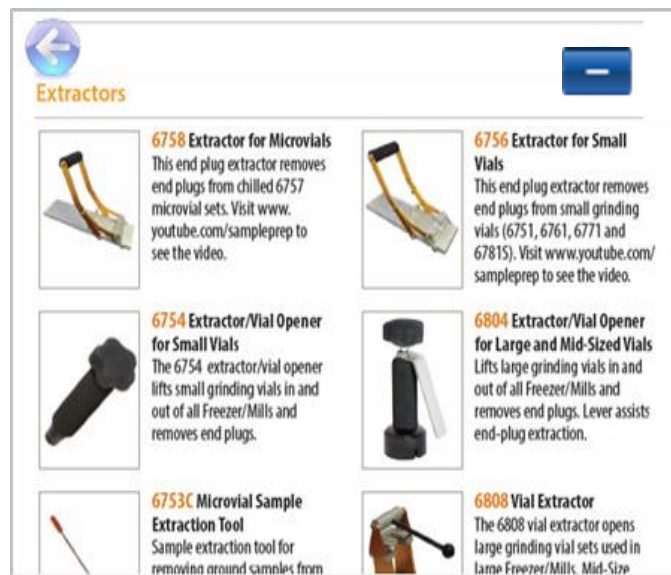 Extractors
6758 Extractor for Microvials
This end plug extractor removes
end plugs from chilled 6757
microvial sets. Visit www.
youtube.com/sampleprep to
see the video.
6756 Extractor for Small
Vials
This end plug extractor removes
end plugs from small grinding
vials (6751, 6761, 6771 and
6781S). Visit www.youtube.com/
sampleprep to see the video.
6754 Extractor/Vial Opener
for Small Vials
The 6754 extractor/vial opener
lifts small grinding vials in and
out of all Freezer/Mills and
removes end plugs.
6804 Extractor/Vial Opener
for Large and Mid-Sized Vials
Lifts large grinding vials in and
out of all Freezer/Mills and
removes end plugs. Lever assists
end-plug extraction.
6753C Microvial Sample
Extraction Tool
Sample extraction tool for
removing ground samples from
6808 Vial Extractor
The 6808 vial extractor opens
large grinding vial sets used in
large Freezer/Mills. Mid-Size